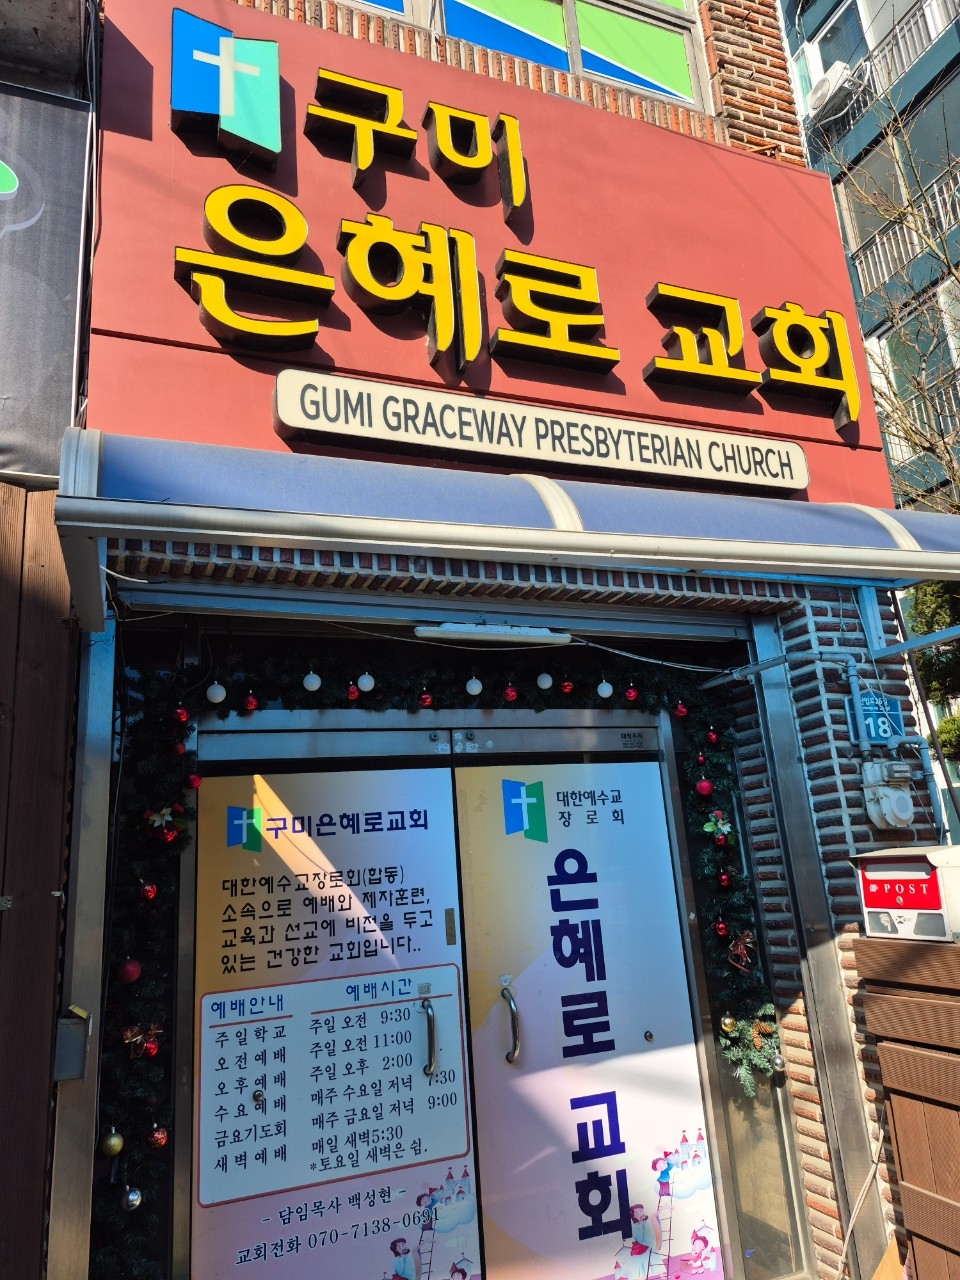 구미
은혜로 교회
GUMI GRACEWAY PRESBYTERIAN CHURCH
18
POST
구미은혜로교회
대한예수교장로회(합동)
소속으로 예배와 제자훈련,
교육과 선교에 비전을 두고
있는 건강한 교회입니다..
예배안내 예배시간
주일학교 주일 오전 9:30
오전예배 주일 오전 11:00
오후예배 주일 오후 2:00
수요예배 매주 수요일 저녁 7:30
금요기도회 매주 금요일 저녁 9:00
새벽예배 매일 새벽5:30
*토요일 새벽은 쉼.
- 담임목사 백성현 -
교회전화 070-7138-0691
대한예수교
장로회
은혜로 교회